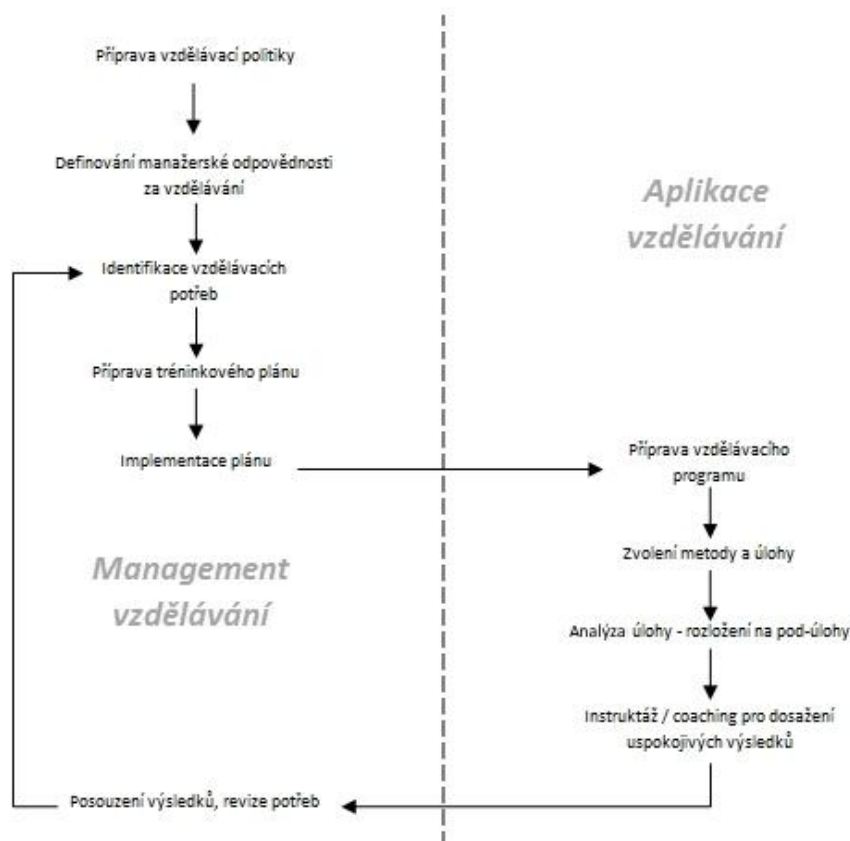 Příprava vzdělávací politiky
Definování manažerské odpovědnosti
za vzdělávání
Identifikace vzdělávacích
potřeb
Příprava tréninkového plánu
Implementace plánu
Management
vzdělávání
Posouzení výsledků, revize potřeb
Aplikace
vzdělávání
Příprava vzdělávacího
programu
Zvolení metody a úlohy
Analýza úlohy - rozložení na pod-úlohy
Instruktáž / coaching pro dosažení
uspokojivých výsledků